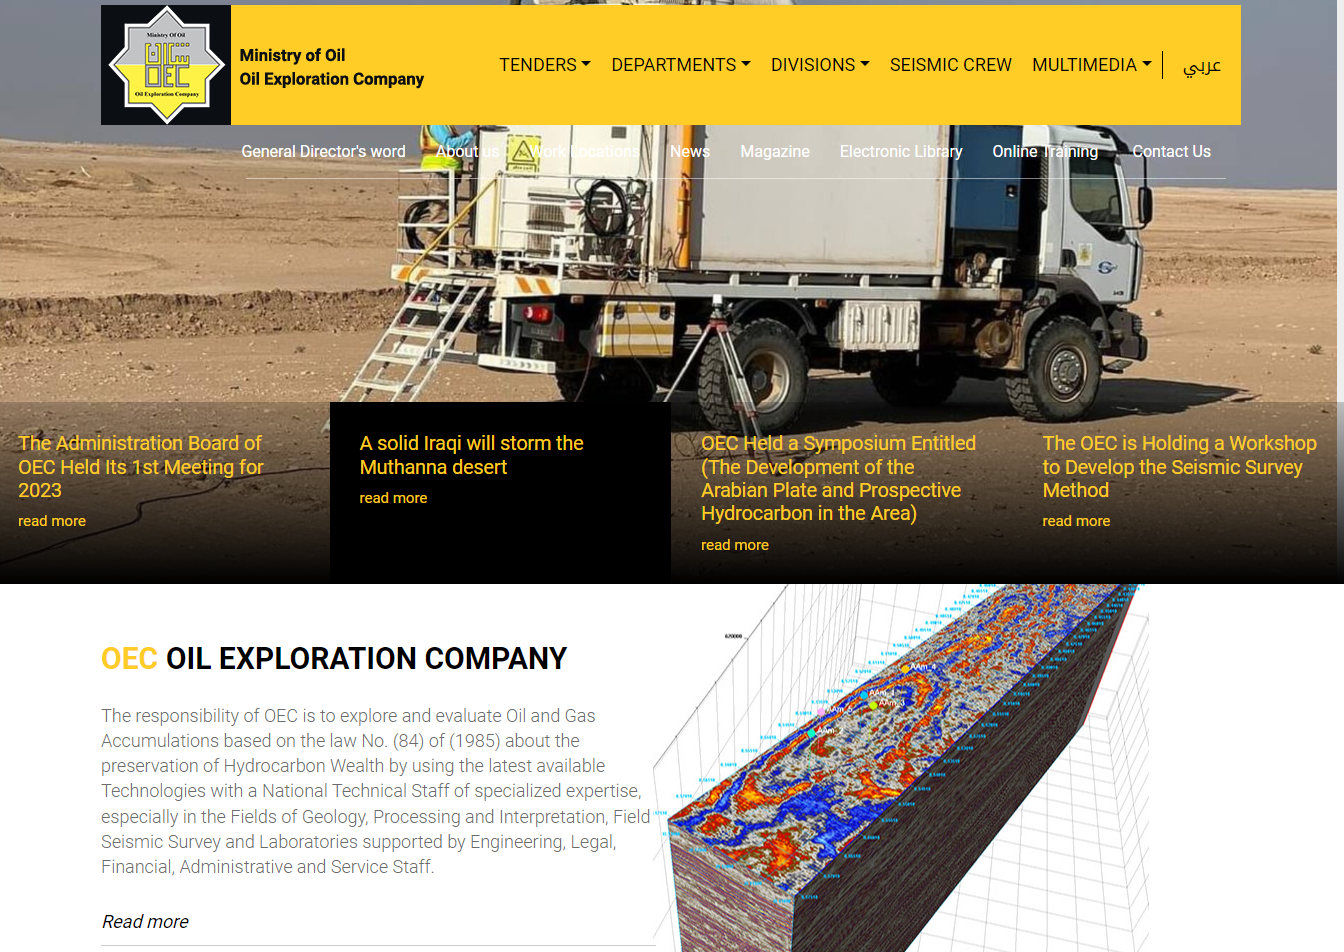 Ministry Of Oil
OEC
Oil Exploration Company
Ministry of Oil
Oil Exploration Company
TENDERS DEPARTMENTS DIVISIONS SEISMIC CREW MULTIMEDIA عربي
General Director's word About us Work Locations News Magazine Electronic Library Online Training Contact Us
The Administration Board of
OEC Held Its 1st Meeting for
2023
read more
A solid Iraqi will storm the
Muthanna desert
read more
OEC Held a Symposium Entitled
(The Development of the
Arabian Plate and Prospective
Hydrocarbon in the Area)
read more
The OEC is Holding a Workshop
to Develop the Seismic Survey
Method
read more
OEC OIL EXPLORATION COMPANY
The responsibility of OEC is to explore and evaluate Oil and Gas
Accumulations based on the law No. (84) of (1985) about the
preservation of Hydrocarbon Wealth by using the latest available
Technologies with a National Technical Staff of specialized expertise,
especially in the Fields of Geology, Processing and Interpretation, Field
Seismic Survey and Laboratories supported by Engineering, Legal,
Financial, Administrative and Service Staff.
Read more
AAm_4